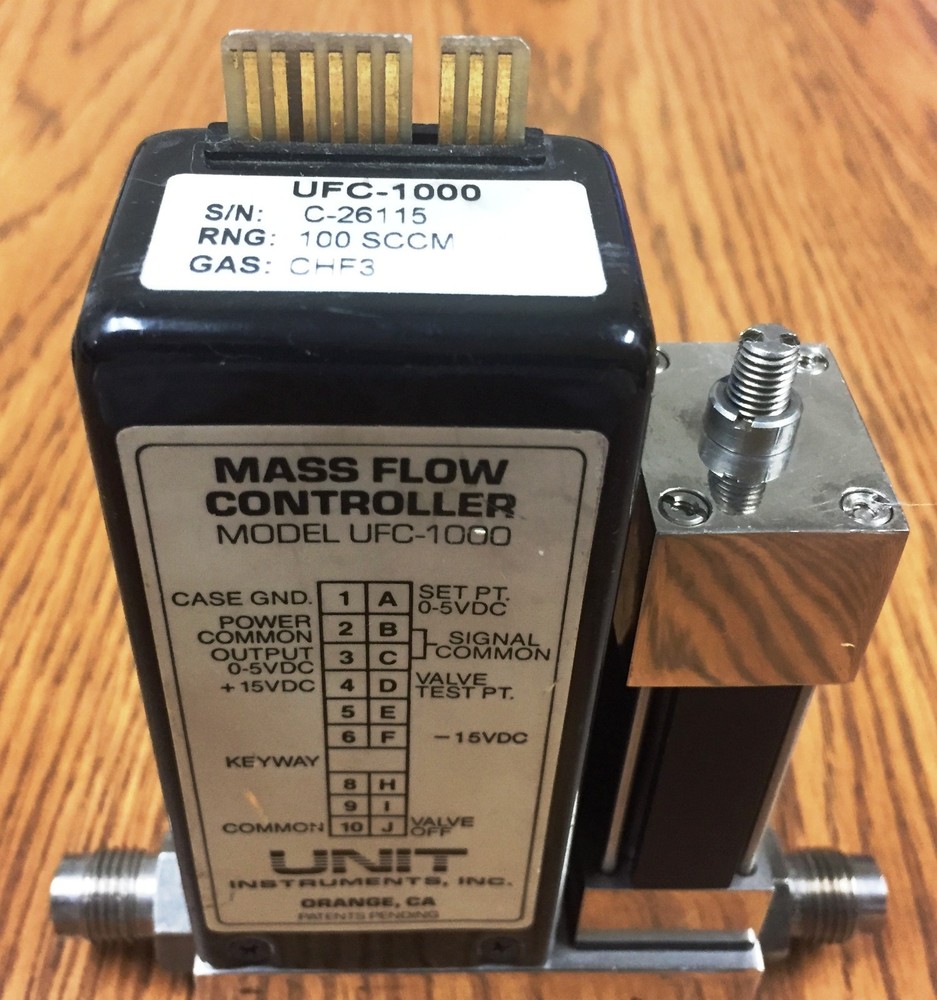 UFC-1000
S/N: C-26115
RNG: 100 SCCM
GAS: CHF3
MASS FLOW
CONTROLLER
MODEL UFC-1000
CASE GND. 1 A SET PT.
0-5VDC
POWER
COMMON 2 B SIGNAL
COMMON
OUTPUT
0-5VDC 3 C
+15VDC 4 D VALVE
TEST PT.
5 E
6 F -15VDC
KEYWAY
8 H
9 I
COMMON 10 J VALVE
OFF
UNIT
INSTRUMENTS, INC.
ORANGE, CA
PATENTS PENDING